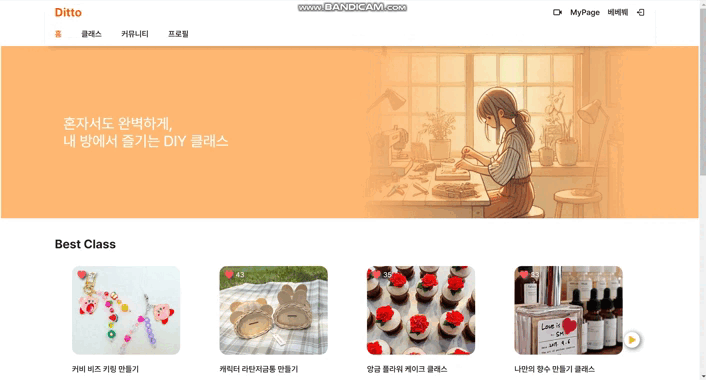 www.BANDICAM.com
Ditto
MyPage
베베뛔
홈
클래스
커뮤니티
프로필
혼자서도 완벽하게,
내 방에서 즐기는 DIY 클래스
Best Class
43
35
33
Love is
커비 비즈 키링 만들기
캐릭터 라탄저금통 만들기
앙금 플라워 케이크 클래스
나만의 향수 만들기 클래스